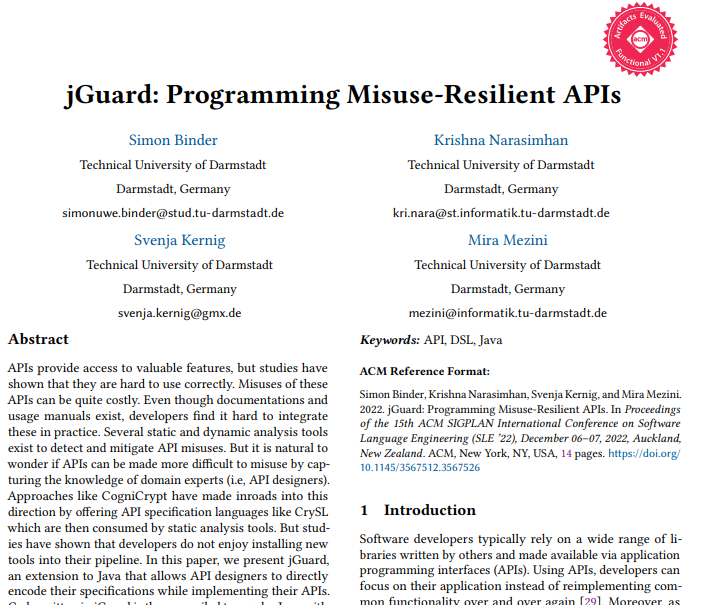 Artifacts Evaluated
acm
Functional V1.1
jGuard: Programming Misuse-Resilient APIs
Simon Binder
Technical University of Darmstadt
Darmstadt, Germany
simonuwe.binder@stud.tu-darmstadt.de
Krishna Narasimhan
Technical University of Darmstadt
Darmstadt, Germany
kri.nara@st.informatik.tu-darmstadt.de
Svenja Kernig
Technical University of Darmstadt
Darmstadt, Germany
svenja.kernig@gmx.de
Mira Mezini
Technical University of Darmstadt
Darmstadt, Germany
mezini@informatik.tu-darmstadt.de
Abstract
APIs provide access to valuable features, but studies have
shown that they are hard to use correctly. Misuses of these
APIs can be quite costly. Even though documentations and
usage manuals exist, developers find it hard to integrate
these in practice. Several static and dynamic analysis tools
exist to detect and mitigate API misuses. But it is natural to
wonder if APIs can be made more difficult to misuse by cap-
turing the knowledge of domain experts (i.e, API designers).
Approaches like CogniCrypt have made inroads into this
direction by offering API specification languages like CrySL
which are then consumed by static analysis tools. But stud-
ies have shown that developers do not enjoy installing new
tools into their pipeline. In this paper, we present jGuard,
an extension to Java that allows API designers to directly
encode their specifications while implementing their APIs.
Keywords: API, DSL, Java
ACM Reference Format:
Simon Binder, Krishna Narasimhan, Svenja Kernig, and Mira Mezini.
2022. jGuard: Programming Misuse-Resilient APIs. In Proceedings
of the 15th ACM SIGPLAN International Conference on Software
Language Engineering (SLE '22), December 06–07, 2022, Auckland,
New Zealand. ACM, New York, NY, USA, 14 pages. https://doi.org/
10.1145/3567512.3567526
1 Introduction
Software developers typically rely on a wide range of li-
braries written by others and made available via application
programming interfaces (APIs). Using APIs, developers can
focus on their application instead of reimplementing com-
mon functionality over and over again [29]. Moreover, as